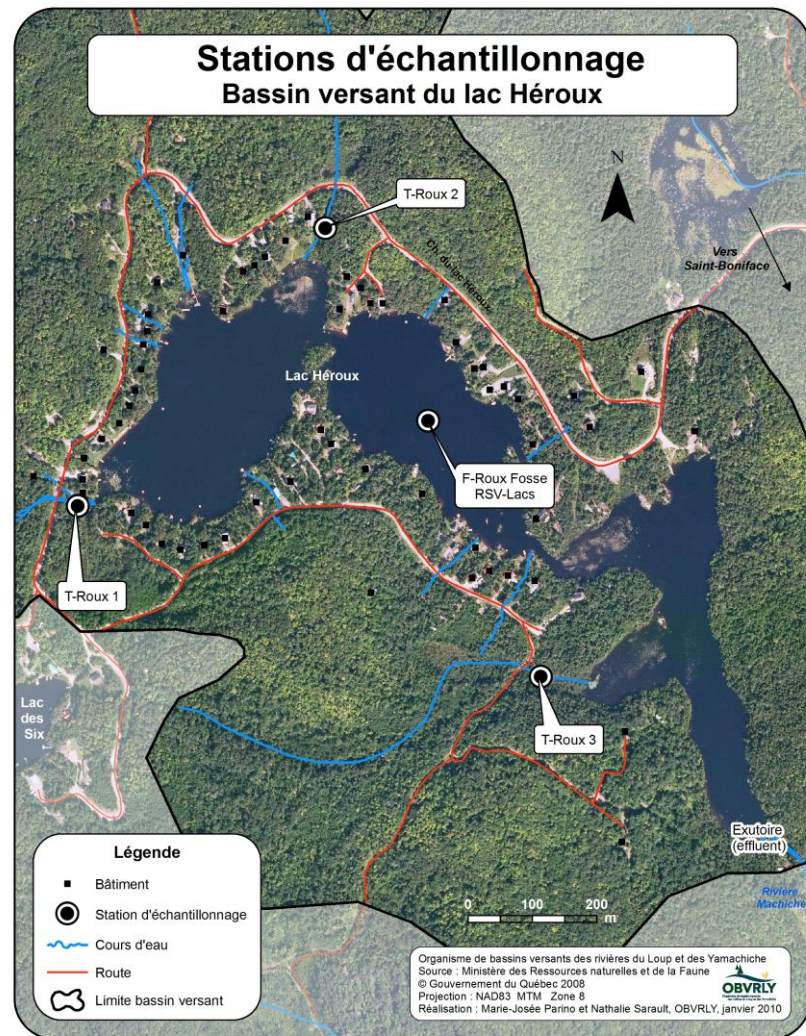 Stations d'échantillonnage
Bassin versant du lac Héroux
T-Roux 2
N
Ch. du lac Héroux
Vers
Saint-Boniface
Lac Héroux
F-Roux Fosse
RSV-Lacs
T-Roux 1
Lac
des
Six
T-Roux 3
Exutoire
(effluent)
Rivière
Machiche
Légende
Bâtiment
Station d'échantillonnage
Cours d'eau
Route
Limite bassin versant
0 100 200
m
Organisme de bassins versants des rivières du Loup et des Yamachiche
Source : Ministère des Ressources naturelles et de la Faune
© Gouvernement du Québec 2008
Projection : NAD83 MTM Zone 8
Réalisation : Marie-Josée Parino et Nathalie Sarault, OBVRLY, janvier 2010
OBVRLY